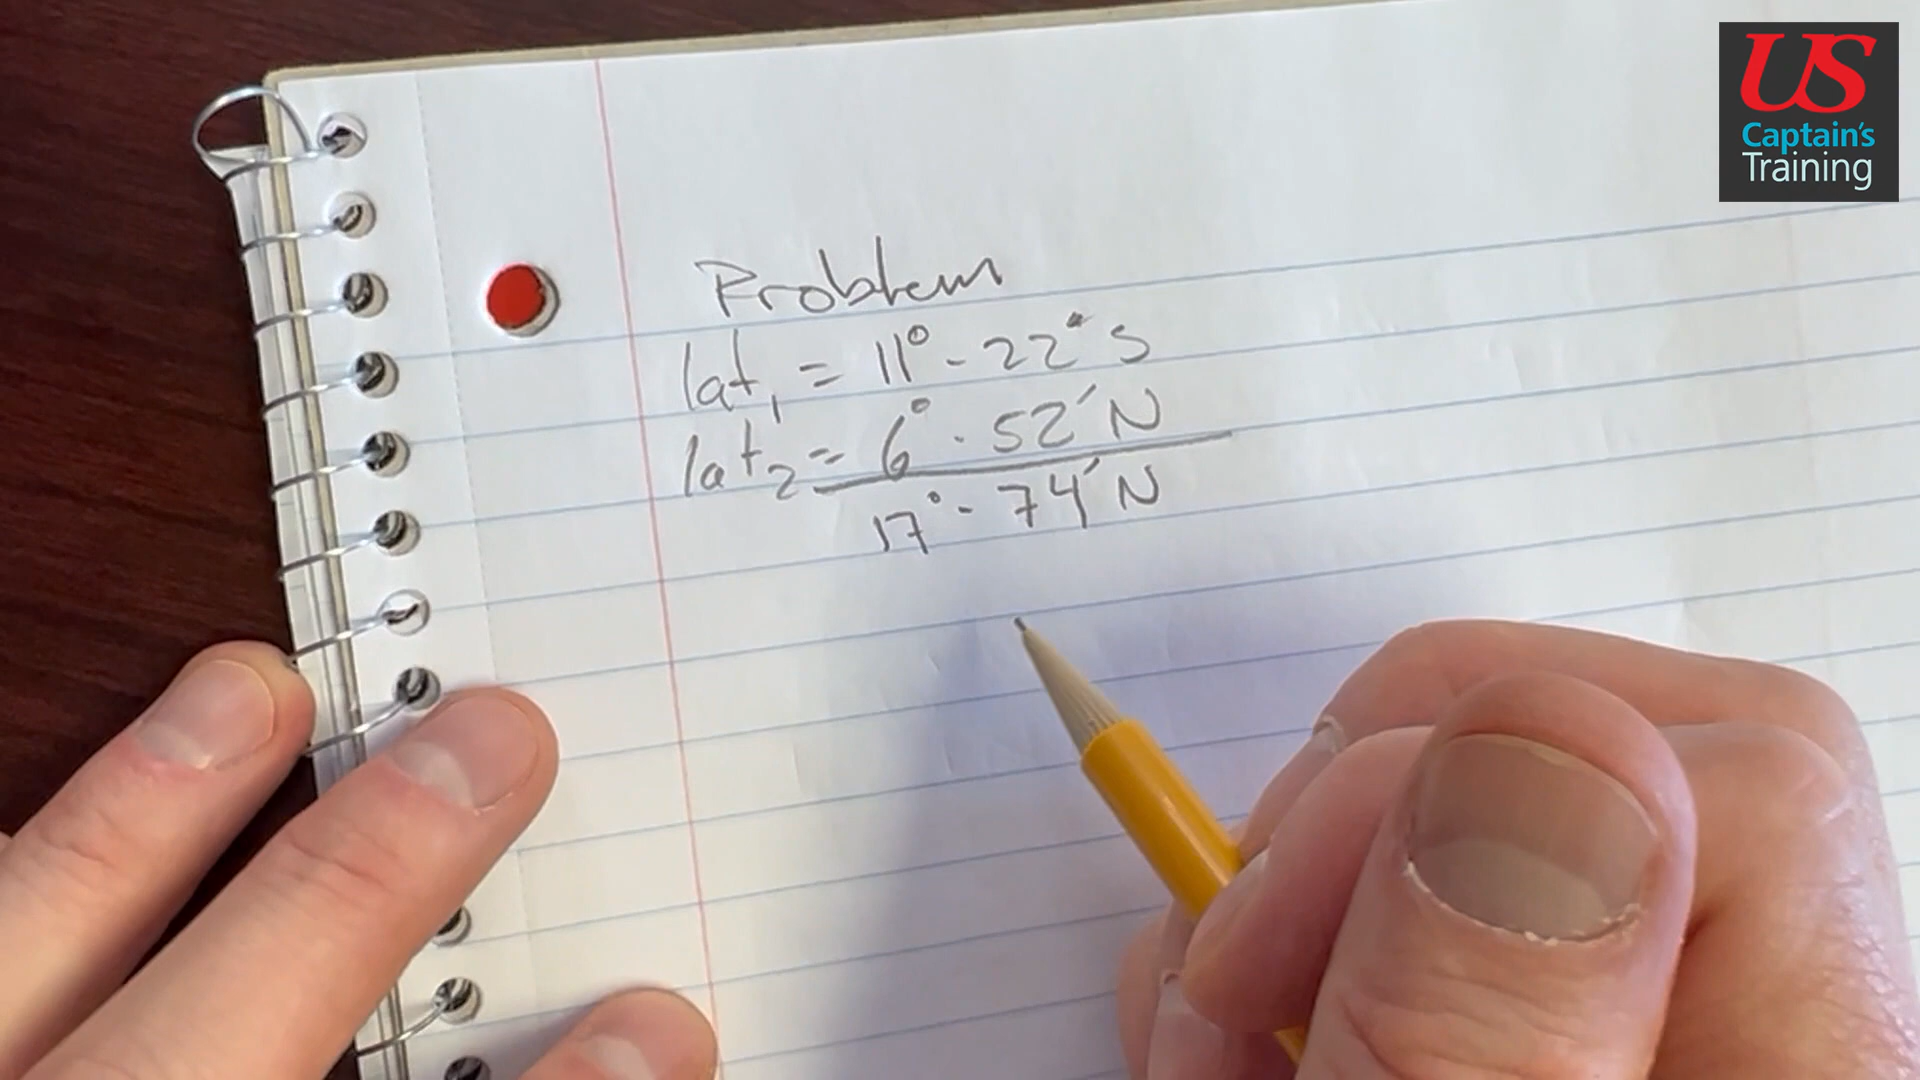 US
Captain's
Training
Problem
lat₁ = 11° - 22' S
lat₂ = 6° - 52' N
17° - 74' N